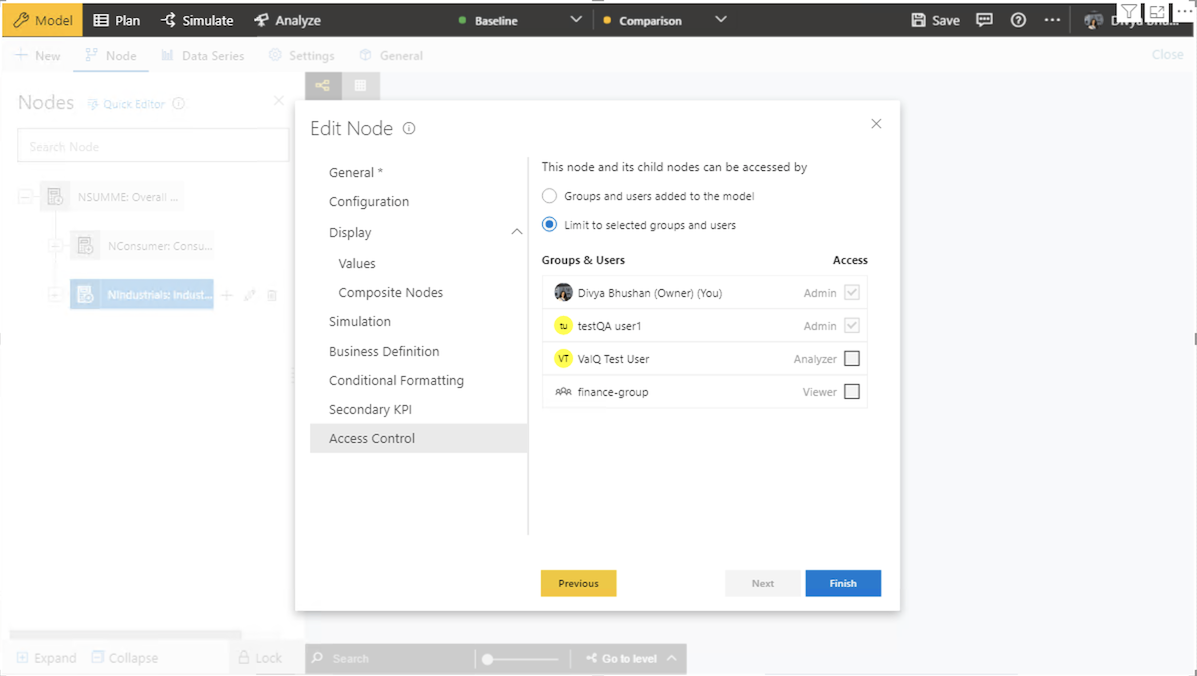 Model Plan Simulate Analyze Baseline Comparison Save
New Node Data Series Settings General Close
Nodes Quick Editor
Search Node
NSUMME: Overall ...
NConsumer: Consu...
NIndustrials: Indust...
Edit Node
General *
Configuration
Display
Values
Composite Nodes
Simulation
Business Definition
Conditional Formatting
Secondary KPI
Access Control
This node and its child nodes can be accessed by
Groups and users added to the model
Limit to selected groups and users
Groups & Users Access
Divya Bhushan (Owner) (You) Admin
tu testQA user1 Admin
VT ValQ Test User Analyzer
finance-group Viewer
Previous Next Finish
Expand Collapse Lock Search Go to level